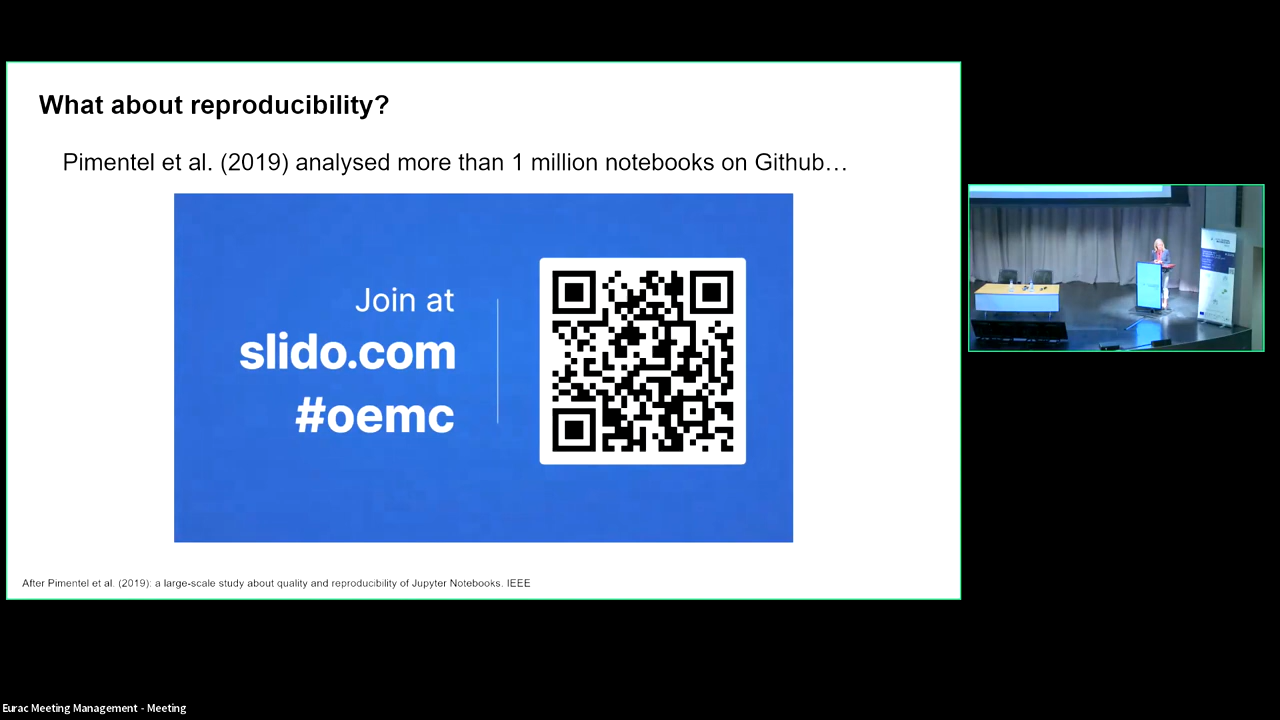 What about reproducibility?
Pimentel et al. (2019) analysed more than 1 million notebooks on Github…
Join at
slido.com
#oemc
After Pimentel et al. (2019): a large-scale study about quality and reproducibility of Jupyter Notebooks. IEEE
Eurac Meeting Management - Meeting